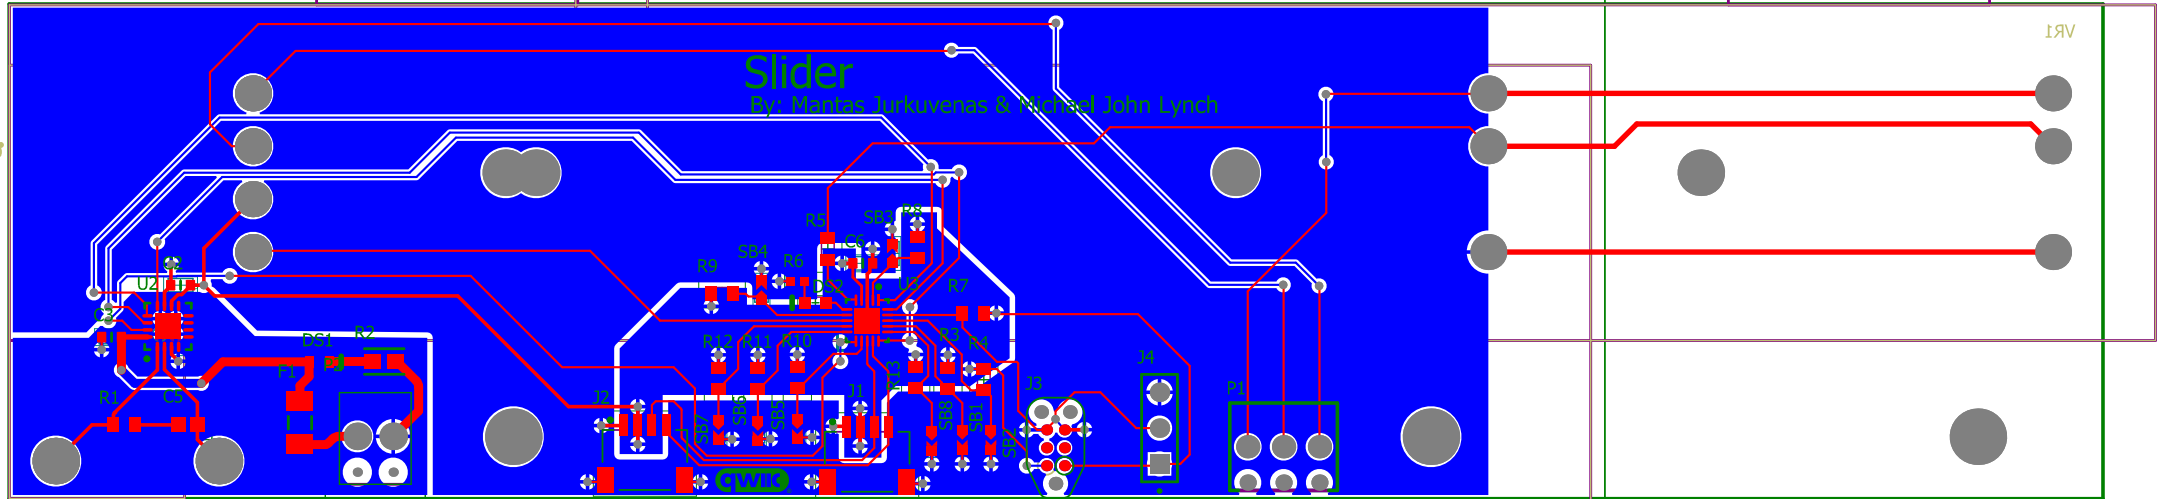 VR1
Slider
By: Mantas Jurkuvenas & Michael John Lynch
R8
SB3
R5
C6
SB4
R6
R9
U2
DS2
U3
R7
C3
DS1
R2
R12
R11
R10
R3
R4
J4
F1
R13
J3
P1
R1
C5
J2
J1
SB7
SB6
SB5
SB8
SB1
SB2
qwiic